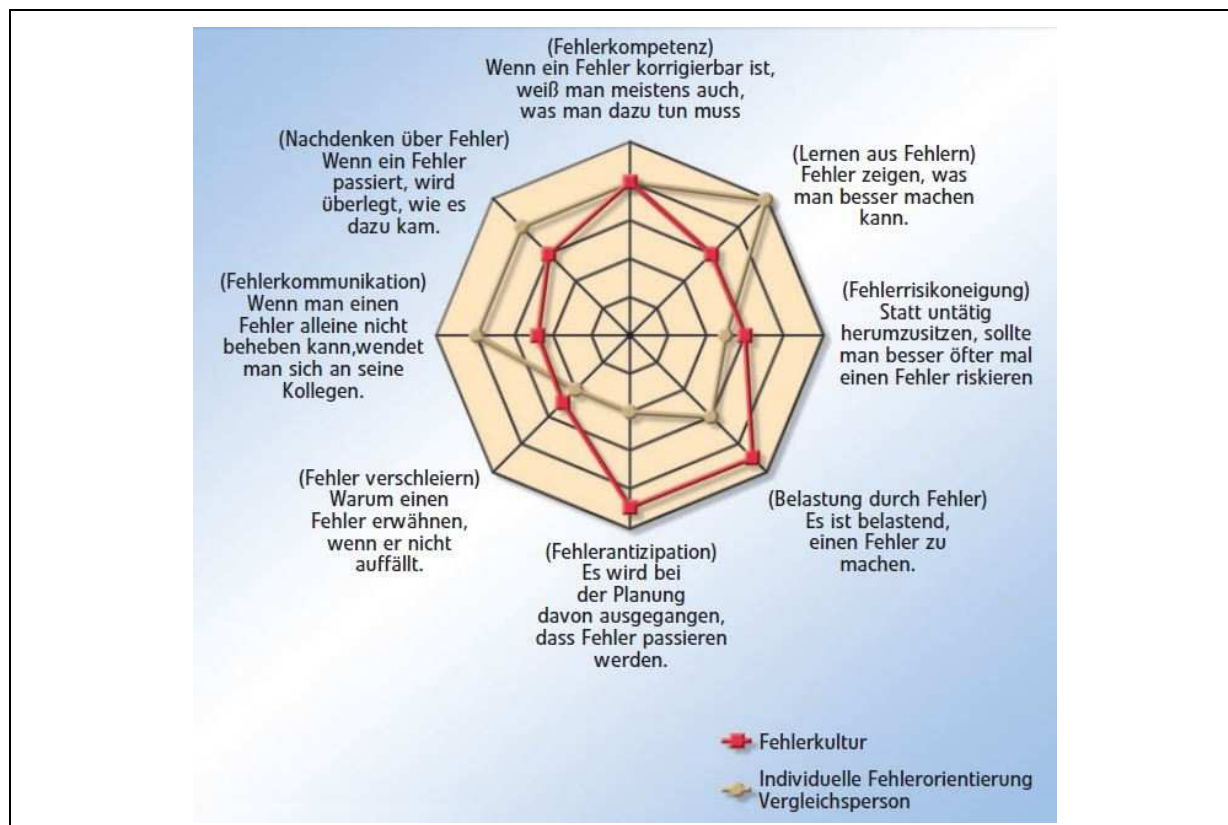 (Fehlerkompetenz)
Wenn ein Fehler korrigierbar ist,
weiß man meistens auch,
was man dazu tun muss
(Nachdenken über Fehler)
Wenn ein Fehler
passiert, wird
überlegt, wie es
dazu kam.
(Lernen aus Fehlern)
Fehler zeigen, was
man besser machen
kann.
(Fehlerkommunikation)
Wenn man einen
Fehler alleine nicht
beheben kann,wendet
man sich an seine
Kollegen.
(Fehlerrisikoneigung)
Statt untätig
herumzusitzen, sollte
man besser öfter mal
einen Fehler riskieren
(Fehler verschleiern)
Warum einen
Fehler erwähnen,
wenn er nicht
auffällt.
(Fehlerantizipation)
Es wird bei
der Planung
davon ausgegangen,
dass Fehler passieren
werden.
(Belastung durch Fehler)
Es ist belastend,
einen Fehler zu
machen.
Fehlerkultur
Individuelle Fehlerorientierung
Vergleichsperson